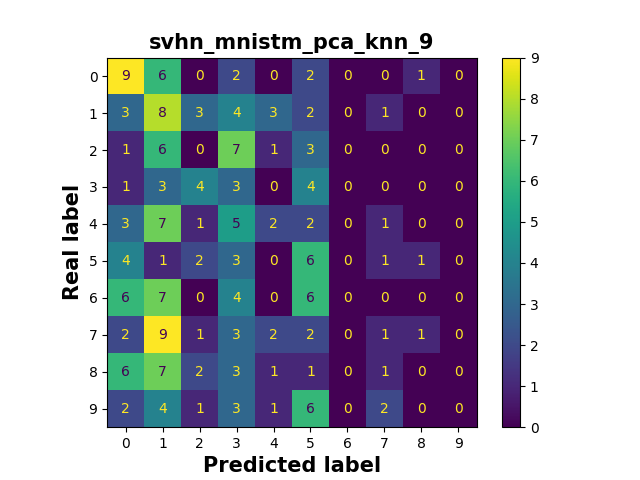 svhn_mnistm_pca_knn_9
0 9 6 0 2 0 2 0 0 1 0
1 3 8 3 4 3 2 0 1 0 0
2 1 6 0 7 1 3 0 0 0 0
3 1 3 4 3 0 4 0 0 0 0
4 3 7 1 5 2 2 0 1 0 0
5 4 1 2 3 0 6 0 1 1 0
6 6 7 0 4 0 6 0 0 0 0
7 2 9 1 3 2 2 0 1 1 0
8 6 7 2 3 1 1 0 1 0 0
9 2 4 1 3 1 6 0 2 0 0
0 1 2 3 4 5 6 7 8 9
Predicted label
Real label
9
8
7
6
5
4
3
2
1
0